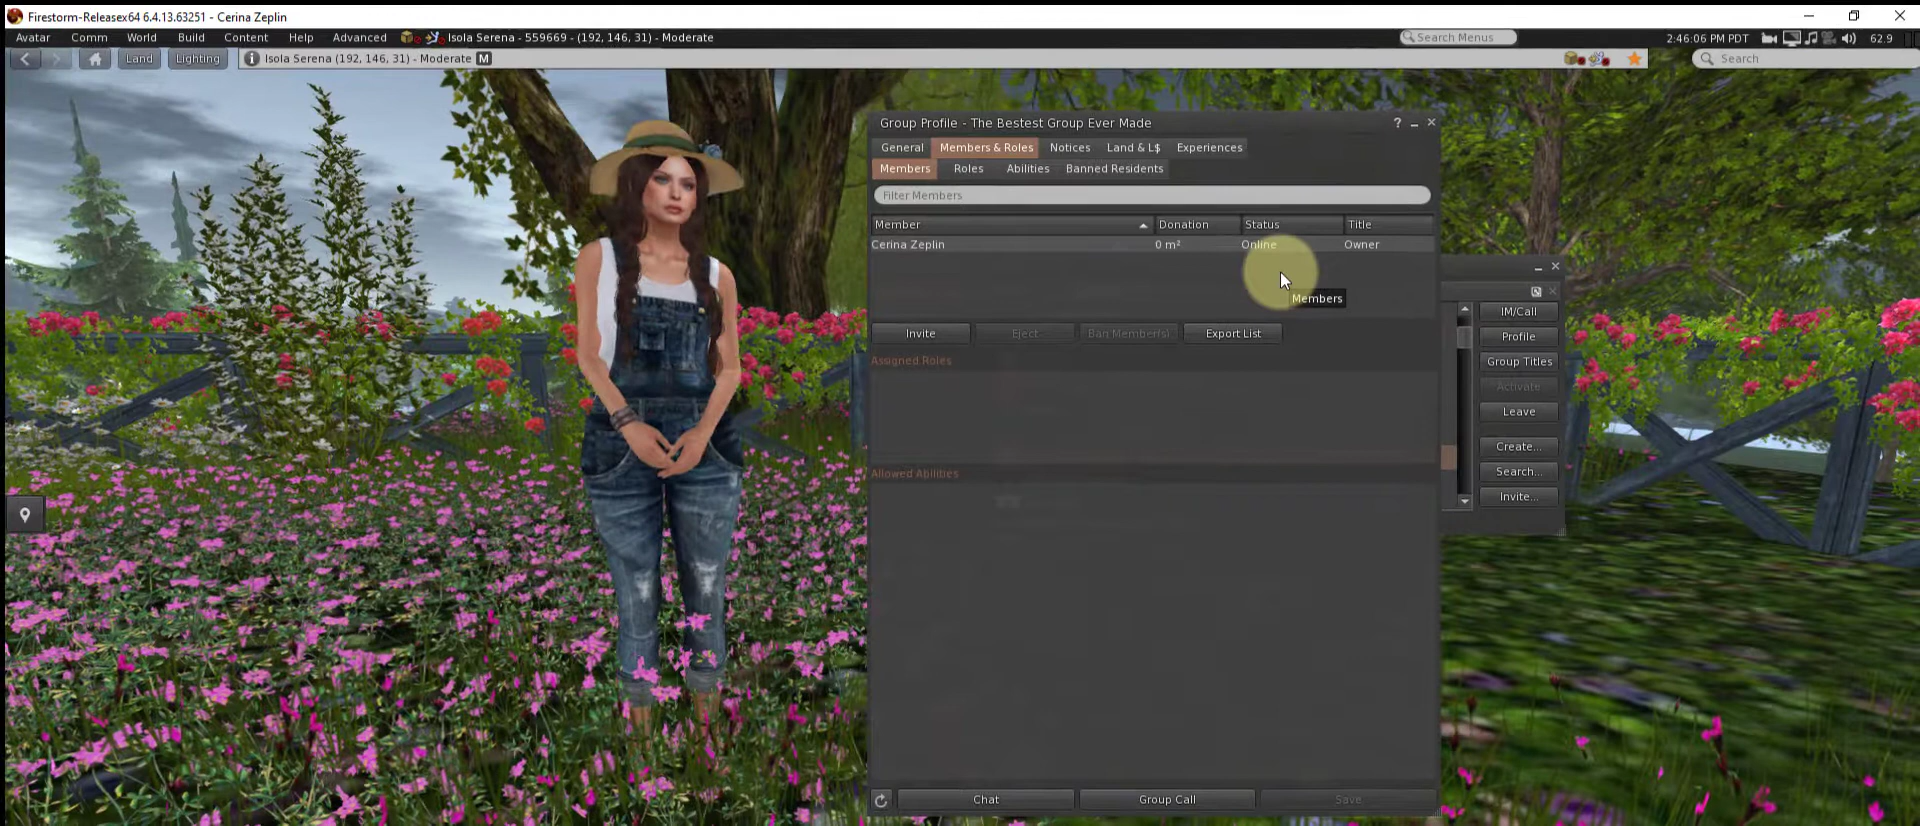 Firestorm-Releasex64 6.4.13.63251 - Cerina Zeplin
Avatar Comm World Build Content Help Advanced Isola Serena - 559669 - (192, 146, 31) - Moderate Search Menus 2:46:06 PM PDT 62.9
Land Lighting Isola Serena (192, 146, 31) - Moderate M Search
Group Profile - The Bestest Group Ever Made ?
General Members & Roles Notices Land & L$ Experiences
Members Roles Abilities Banned Residents
Filter Members
Member Donation Status Title
Cerina Zeplin 0 m² Online Owner
Members
Invite Eject Ban Member(s) Export List
Assigned Roles
Allowed Abilities
Chat Group Call Save
IM/Call
Profile
Group Titles
Activate
Leave
Create...
Search...
Invite...